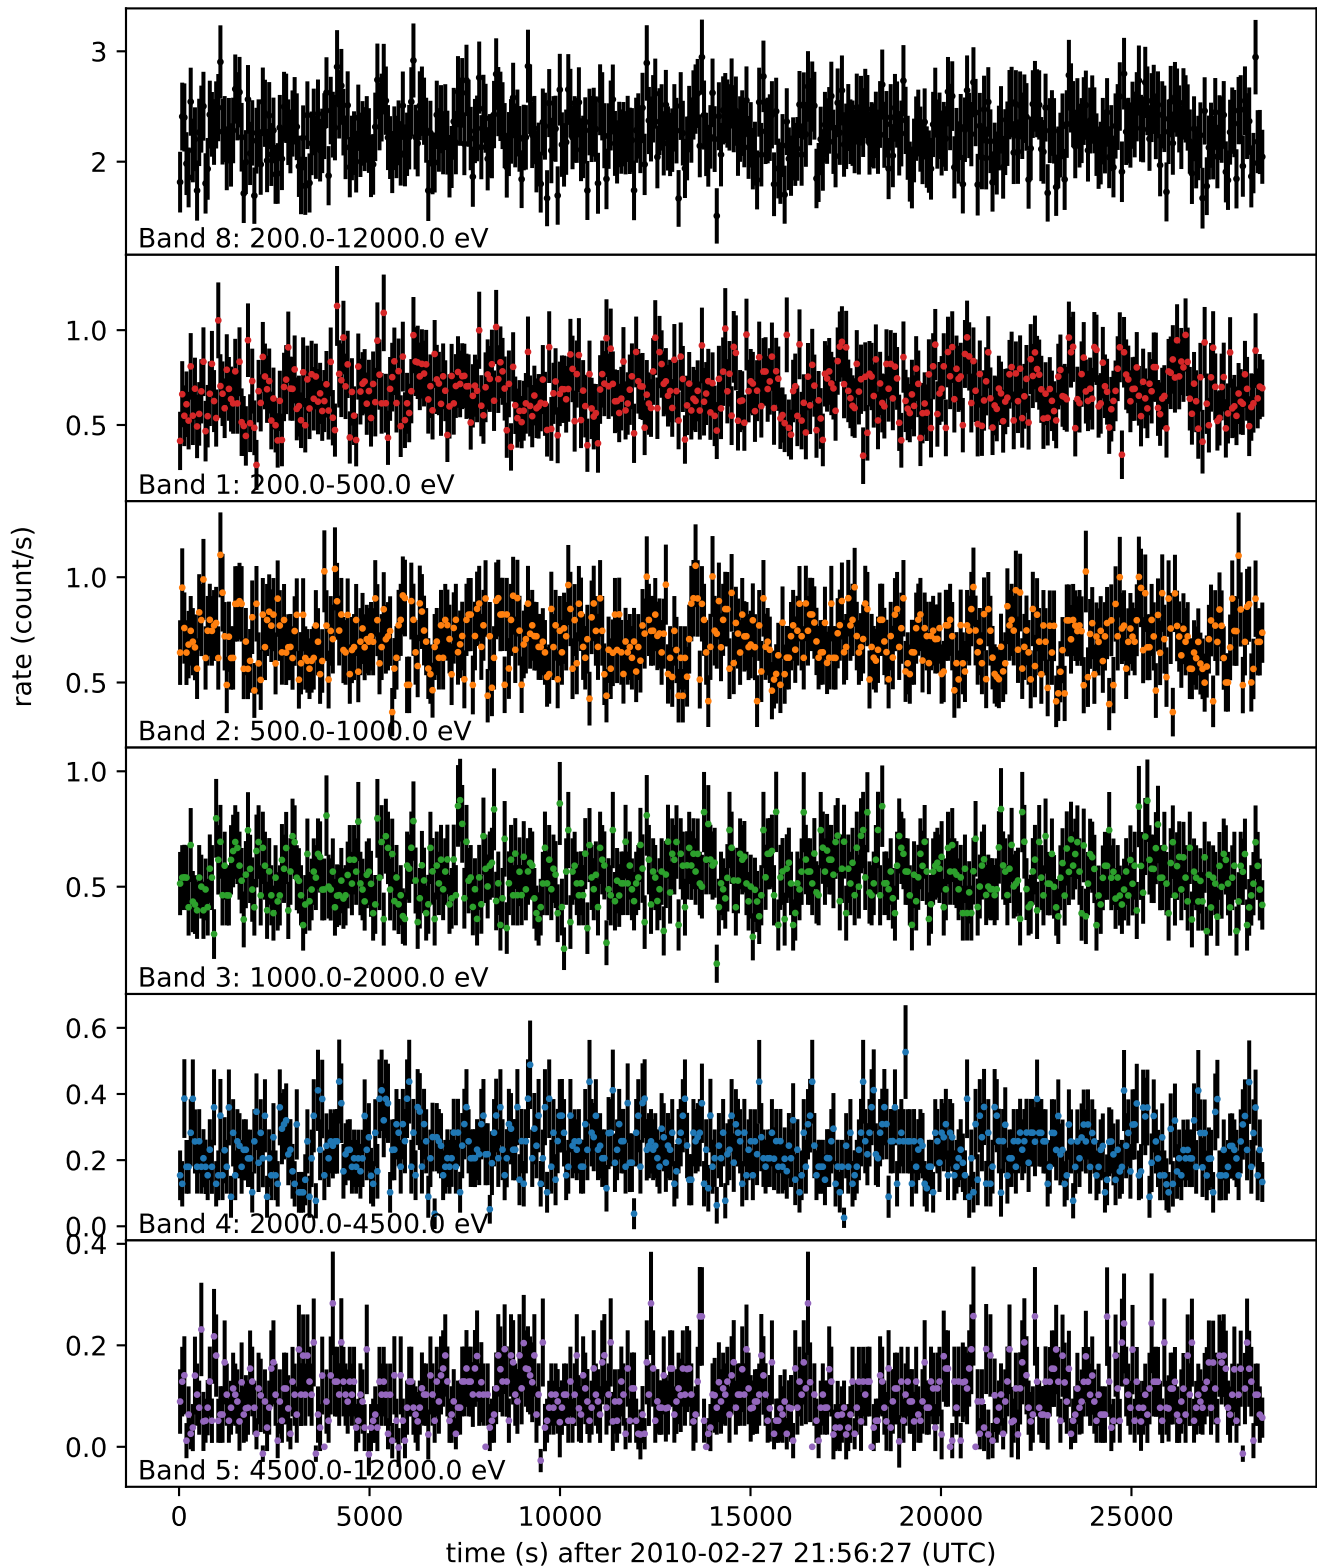 3
2
Band 8: 200.0-12000.0 eV
1.0
0.5
Band 1: 200.0-500.0 eV
1.0
0.5
Band 2: 500.0-1000.0 eV
1.0
0.5
Band 3: 1000.0-2000.0 eV
0.6
0.4
0.2
0.0
Band 4: 2000.0-4500.0 eV
0.4
0.2
0.0
Band 5: 4500.0-12000.0 eV
rate (count/s)
0 5000 10000 15000 20000 25000
time (s) after 2010-02-27 21:56:27 (UTC)